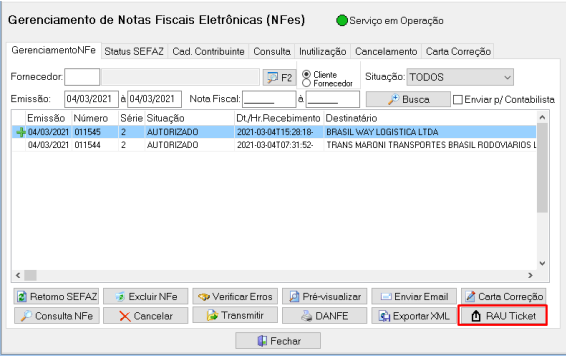 Gerenciamento de Notas Fiscais Eletrônicas (NFes) Serviço em Operação
GerenciamentoNFe Status SEFAZ Cad. Contribuinte Consulta Inutilização Cancelamento Carta Correção
Fornecedor: F2 Cliente Fornecedor Situação: TODOS
Emissão: 04/03/2021 à 04/03/2021 Nota Fiscal: à Busca Enviar p/ Contabilista
Emissão Número Série Situação Dt./Hr.Recebimento Destinatário
04/03/2021 011545 2 AUTORIZADO 2021-03-04T15:28:18- BRASIL WAY LOGISTICA LTDA
04/03/2021 011544 2 AUTORIZADO 2021-03-04T07:31:52- TRANS MARONI TRANSPORTES BRASIL RODOVIARIOS L
Retorno SEFAZ Excluir NFe Verificar Erros Pré-visualizar Enviar Email Carta Correção
Consulta NFe Cancelar Transmitir DANFE Exportar XML RAU Ticket
Fechar